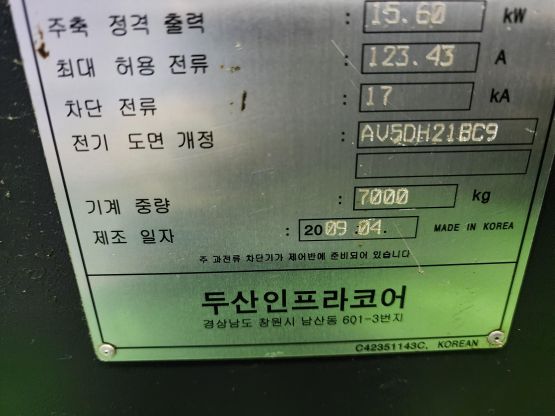 주축 정격 출력 : 15.60 kW
최대 허용 전류 : 123.43 A
차단 전류 : 17 kA
전기 도면 개정 : AV5DH21BC9
기계 중량 : 7000 kg
제조 일자 : 2009.04. MADE IN KOREA
주 과전류 차단기가 제어반에 준비되어 있습니다
두산인프라코어
경상남도 창원시 남산동 601-3번지
C42351143C, KOREAN